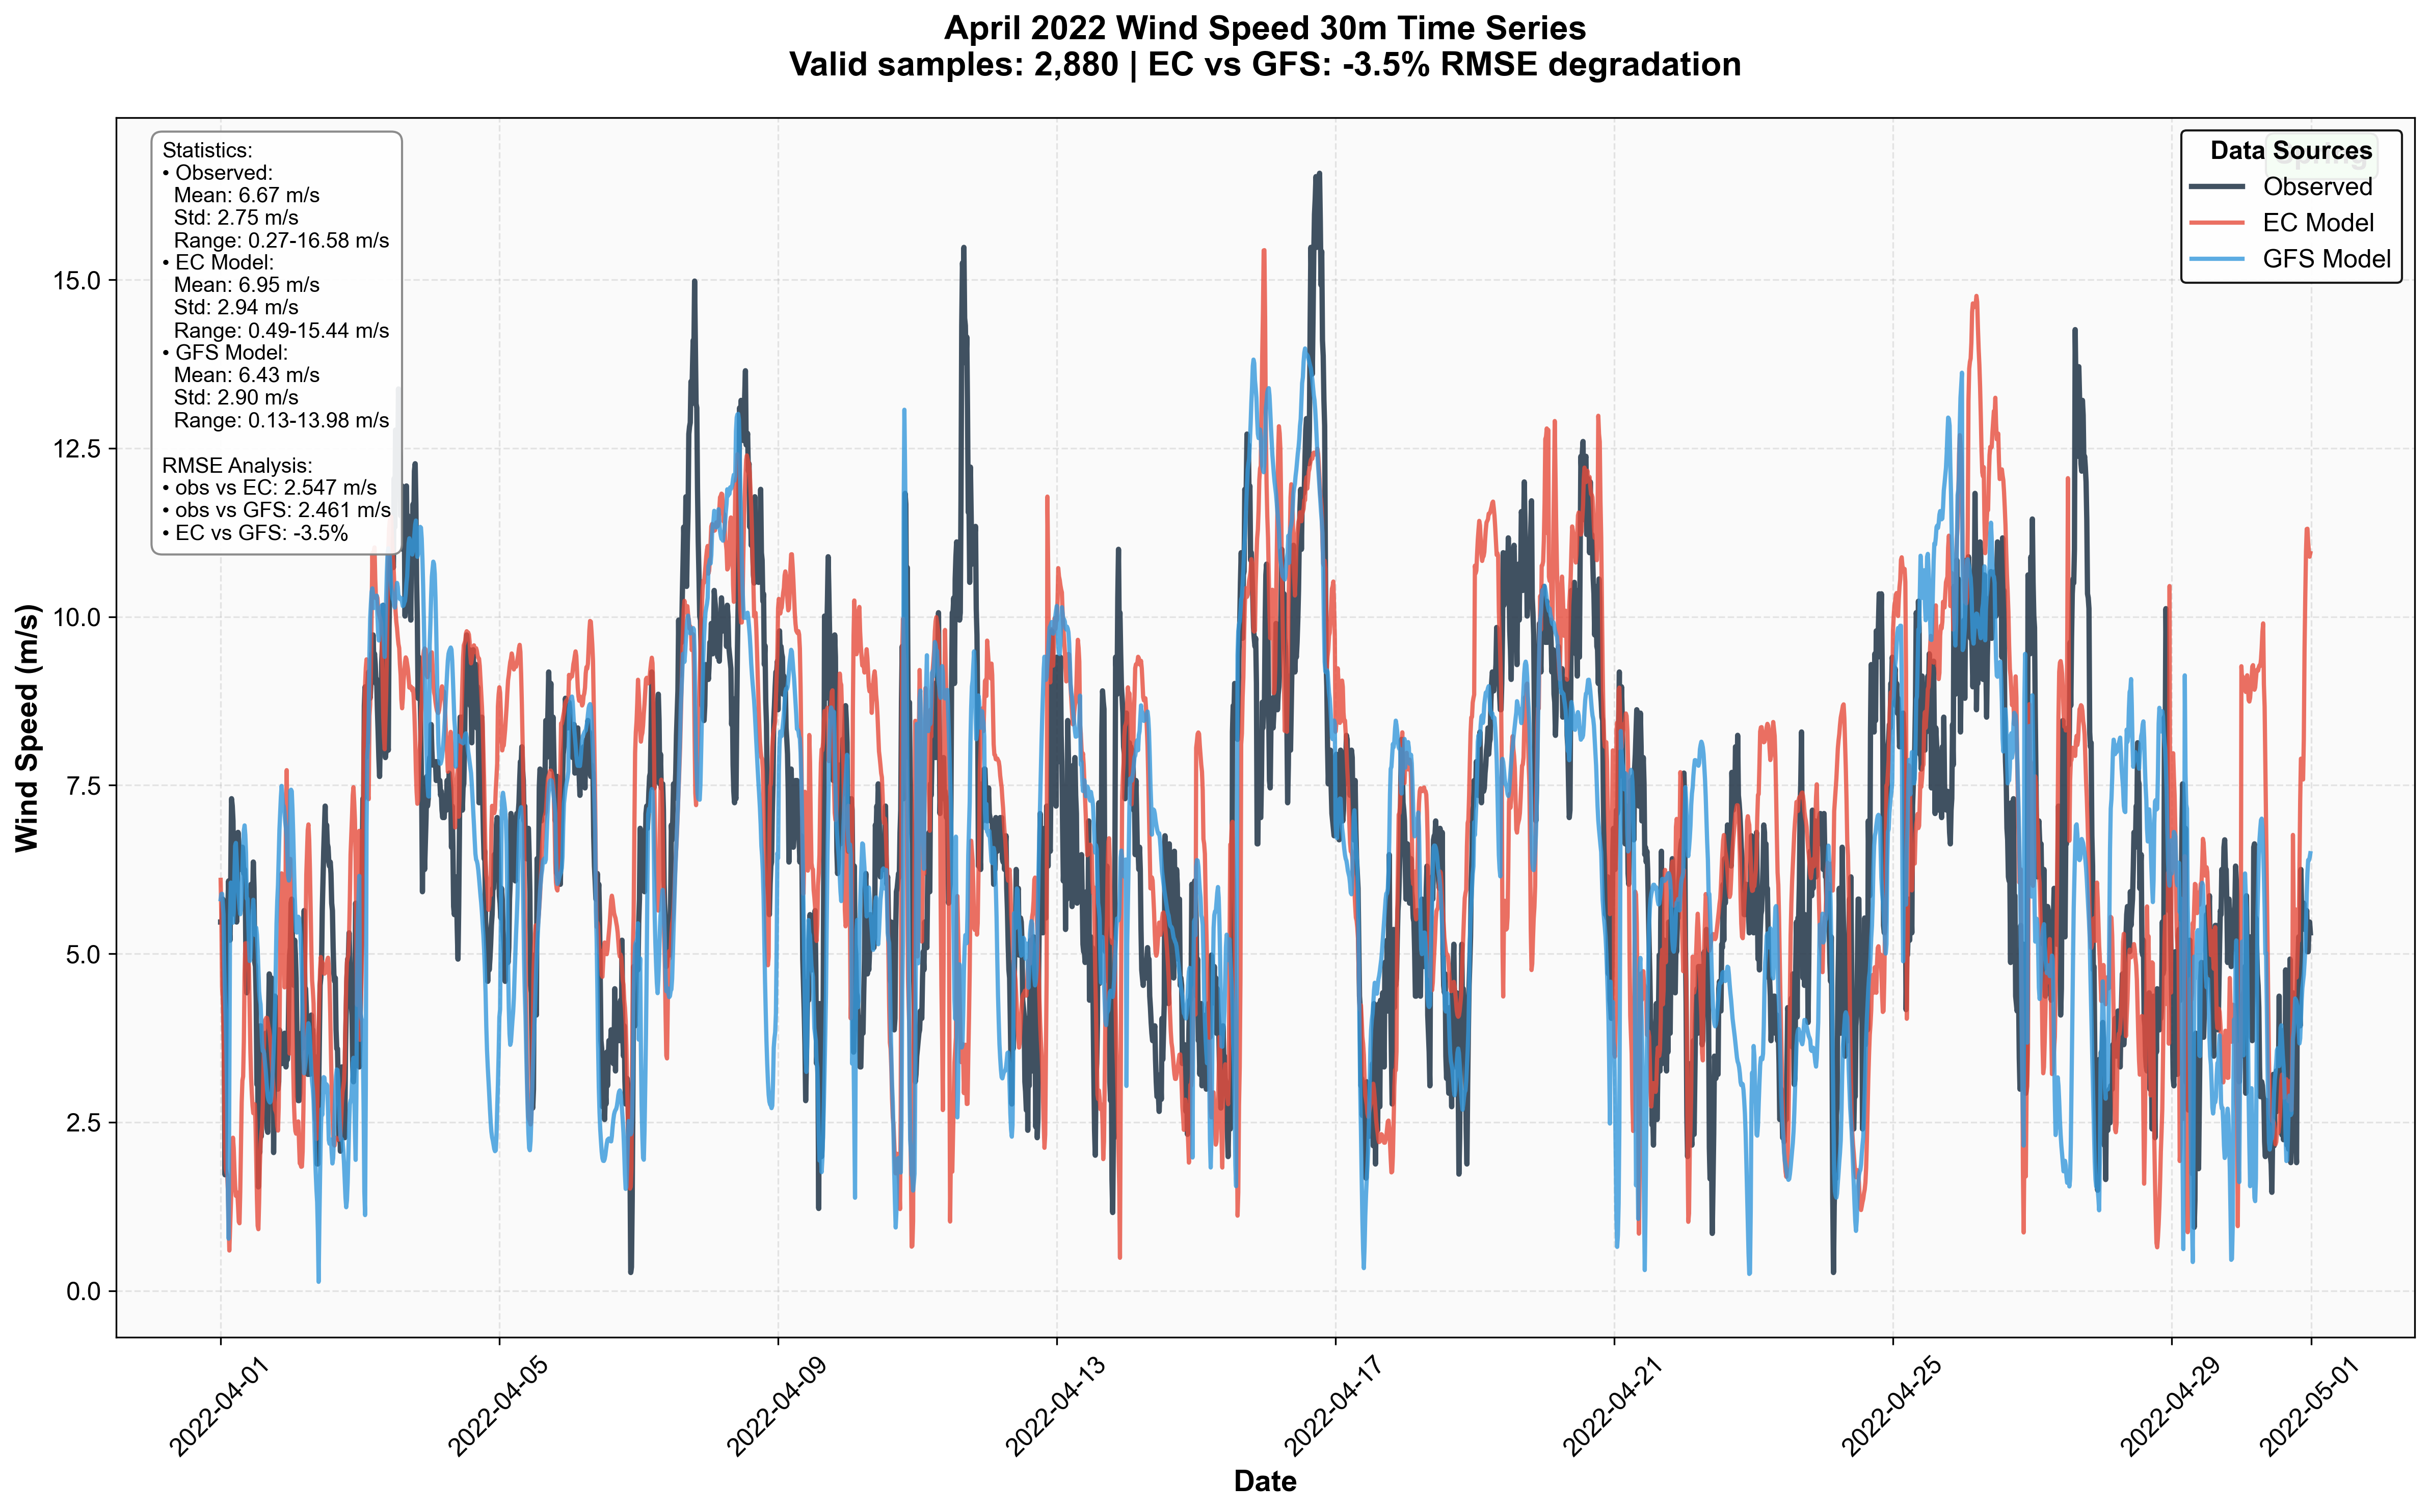 April 2022 Wind Speed 30m Time Series
Valid samples: 2,880 | EC vs GFS: -3.5% RMSE degradation
Statistics:
• Observed:
Mean: 6.67 m/s
Std: 2.75 m/s
Range: 0.27-16.58 m/s
• EC Model:
Mean: 6.95 m/s
Std: 2.94 m/s
Range: 0.49-15.44 m/s
• GFS Model:
Mean: 6.43 m/s
Std: 2.90 m/s
Range: 0.13-13.98 m/s
RMSE Analysis:
• obs vs EC: 2.547 m/s
• obs vs GFS: 2.461 m/s
• EC vs GFS: -3.5%
Data Sources
Observed
EC Model
GFS Model
Wind Speed (m/s)
15.0
12.5
10.0
7.5
5.0
2.5
0.0
2022-04-01
2022-04-05
2022-04-09
2022-04-13
2022-04-17
2022-04-21
2022-04-25
2022-04-29
2022-05-01
Date